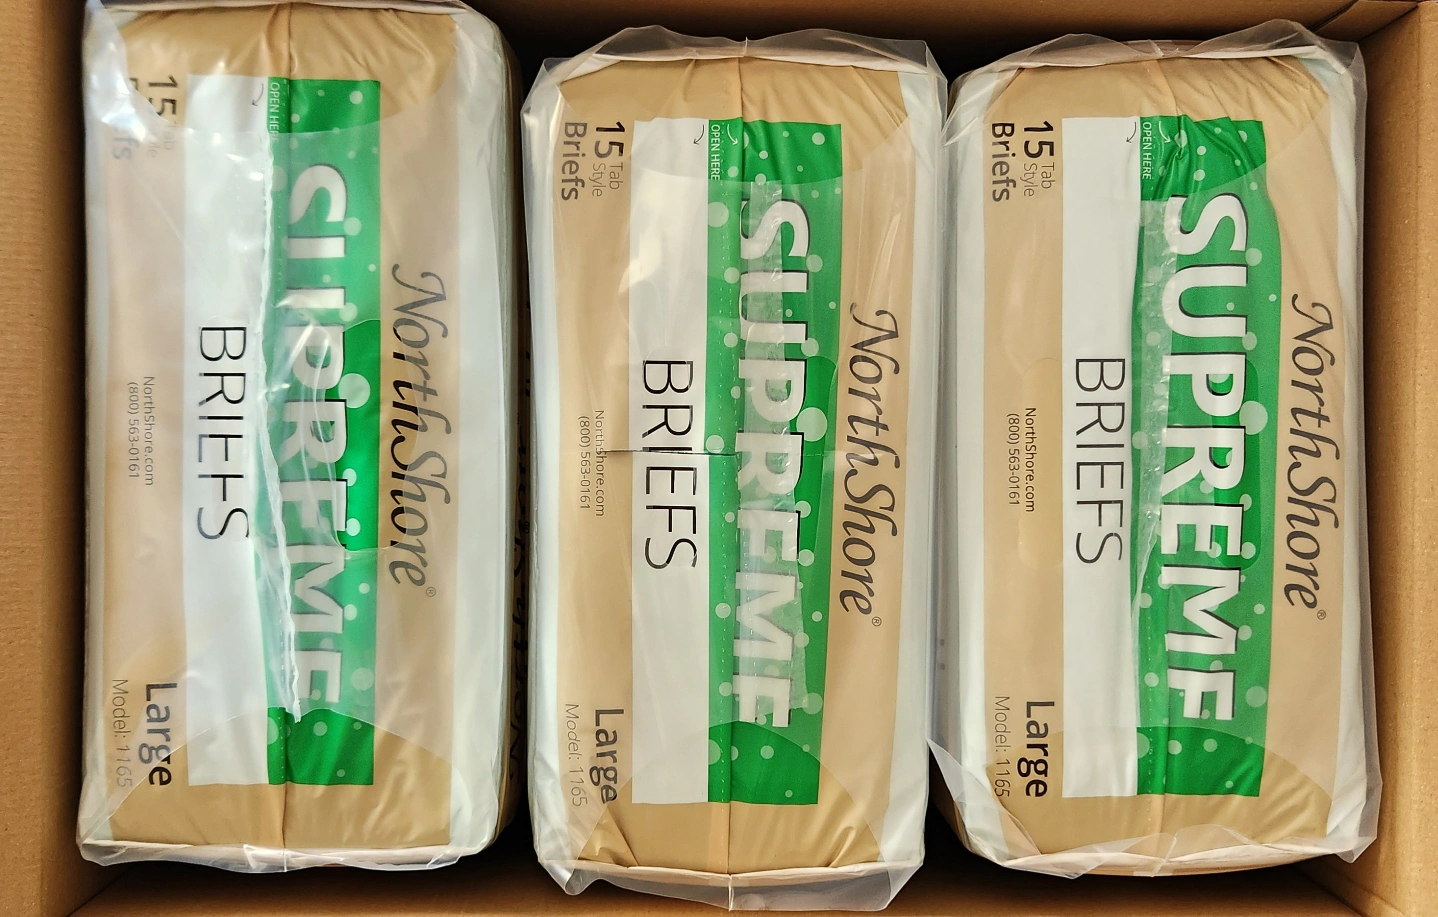 NorthShore®
SUPREME
OPEN HERE
BRIEFS
15 Tab Style
Briefs
NorthShore.com
(800) 563-0161
Large
Model: 1165
NorthShore®
SUPREME
OPEN HERE
BRIEFS
15 Tab Style
Briefs
NorthShore.com
(800) 563-0161
Large
Model: 1165
NorthShore®
SUPREME
OPEN HERE
BRIEFS
15 Tab Style
Briefs
NorthShore.com
(800) 563-0161
Large
Model: 1165